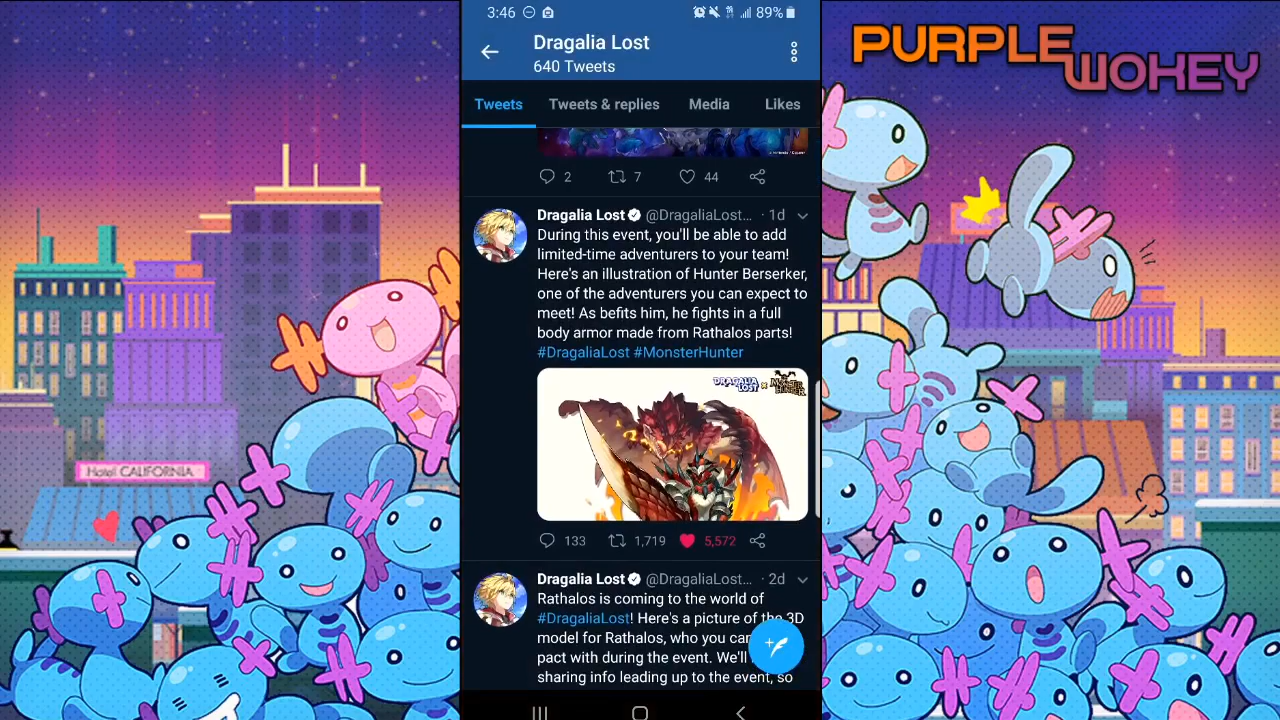 3:46
89%
PURPLE
WOKEY
Dragalia Lost
640 Tweets
Tweets
Tweets & replies
Media
Likes
2
7
44
Dragalia Lost @DragaliaLost... · 1d
During this event, you'll be able to add
limited-time adventurers to your team!
Here's an illustration of Hunter Berserker,
one of the adventurers you can expect to
meet! As befits him, he fights in a full
body armor made from Rathalos parts!
#DragaliaLost #MonsterHunter
DRAGALIA
LOST
MONSTER
HUNTER
133
1,719
5,572
Dragalia Lost @DragaliaLost... · 2d
Rathalos is coming to the world of
#DragaliaLost! Here's a picture of the 3D
model for Rathalos, who you can
pact with during the event. We'll
sharing info leading up to the event, so
Hotel CALIFORNIA